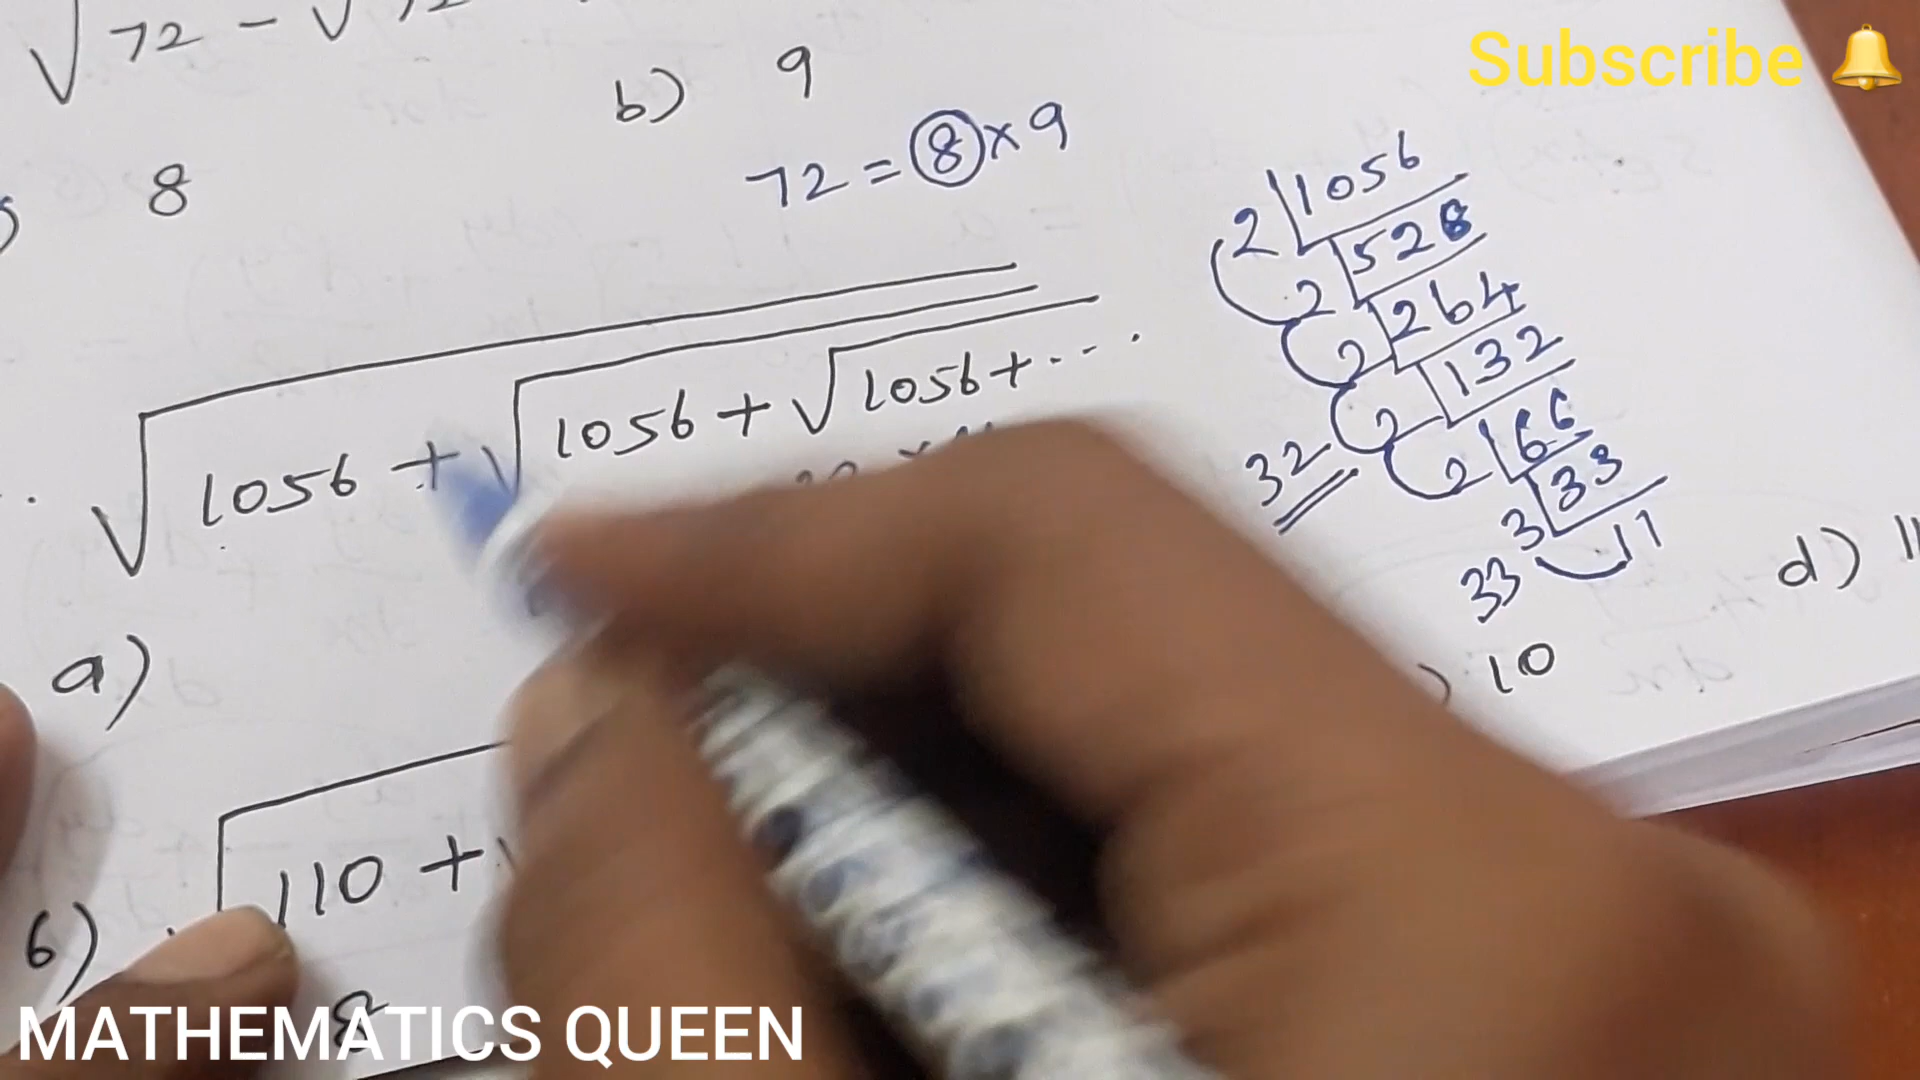 √72 - √72
Subscribe 🔔
b) 9
8
72 = 8 × 9
√1056 + √1056 + √1056 + ...
2 1056
2 528
2 264
2 132
2 66
3 33
11
32
33
a)
10
d) 11
6) 110 +
8
MATHEMATICS QUEEN